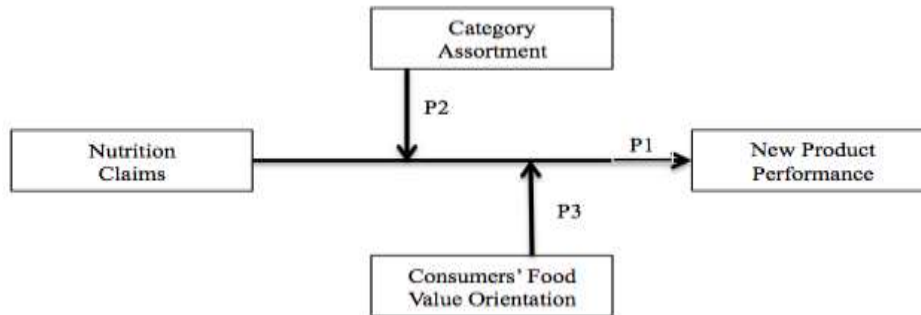 Category
Assortment
P2
Nutrition
Claims
P1
New Product
Performance
P3
Consumers’ Food
Value Orientation